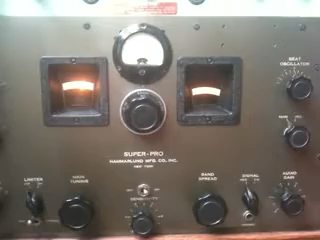 BEAT
OSCILLATOR
SUPER-PRO
HAMMARLUND MFG. CO., INC.
NEW YORK
LIMITER
MAIN
TUNING
SENSITIVITY
BAND
SPREAD
SIGNAL
AUDIO
GAIN